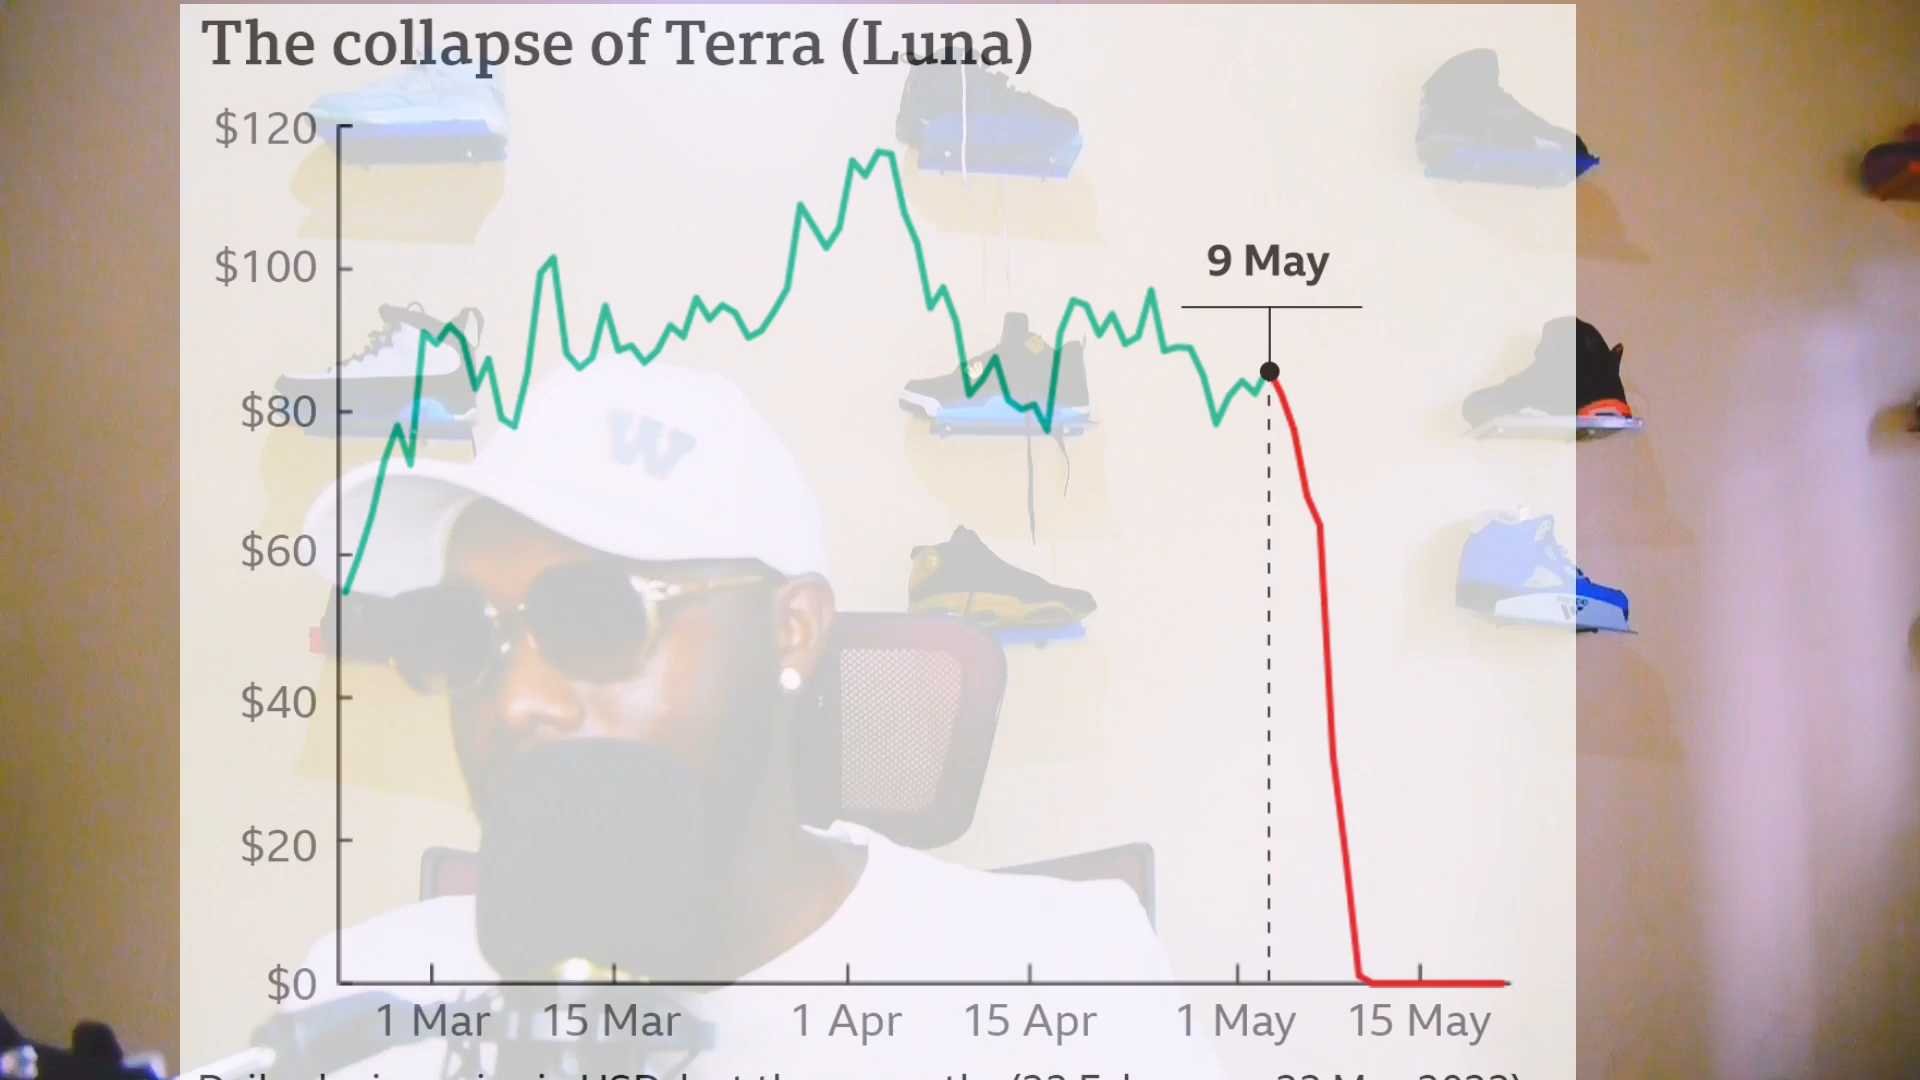 The collapse of Terra (Luna)
$120
$100
9 May
$80
W
$60
$40
$20
$0
1 Mar 15 Mar 1 Apr 15 Apr 1 May 15 May